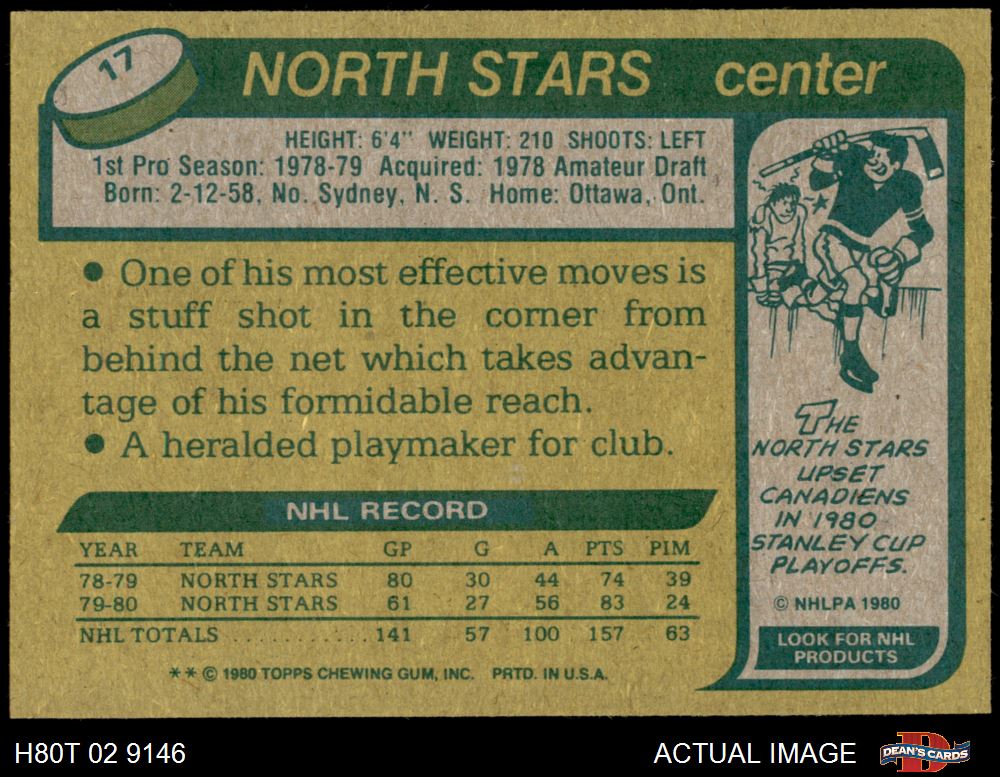 17
NORTH STARS center
HEIGHT: 6'4" WEIGHT: 210 SHOOTS: LEFT
1st Pro Season: 1978-79 Acquired: 1978 Amateur Draft
Born: 2-12-58, No. Sydney, N. S. Home: Ottawa, Ont.
● One of his most effective moves is
a stuff shot in the corner from
behind the net which takes advan-
tage of his formidable reach.
● A heralded playmaker for club.
NHL RECORD
YEAR TEAM GP G A PTS PIM
78-79 NORTH STARS 80 30 44 74 39
79-80 NORTH STARS 61 27 56 83 24
NHL TOTALS . . . . . . . . . . . 141 57 100 157 63
** © 1980 TOPPS CHEWING GUM, INC. PRTD. IN U.S.A.
THE
NORTH STARS
UPSET
CANADIENS
IN 1980
STANLEY CUP
PLAYOFFS.
© NHLPA 1980
LOOK FOR NHL
PRODUCTS
H80T 02 9146
ACTUAL IMAGE
D
DEAN'S CARDS